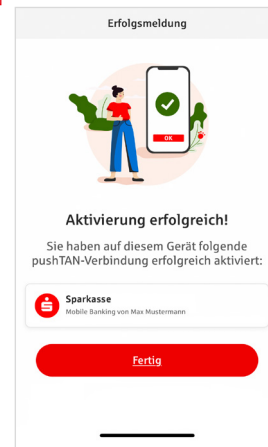 Erfolgsmeldung
OK
Aktivierung erfolgreich!
Sie haben auf diesem Gerät folgende
pushTAN-Verbindung erfolgreich aktiviert:
Sparkasse
Mobile Banking von Max Mustermann
Fertig